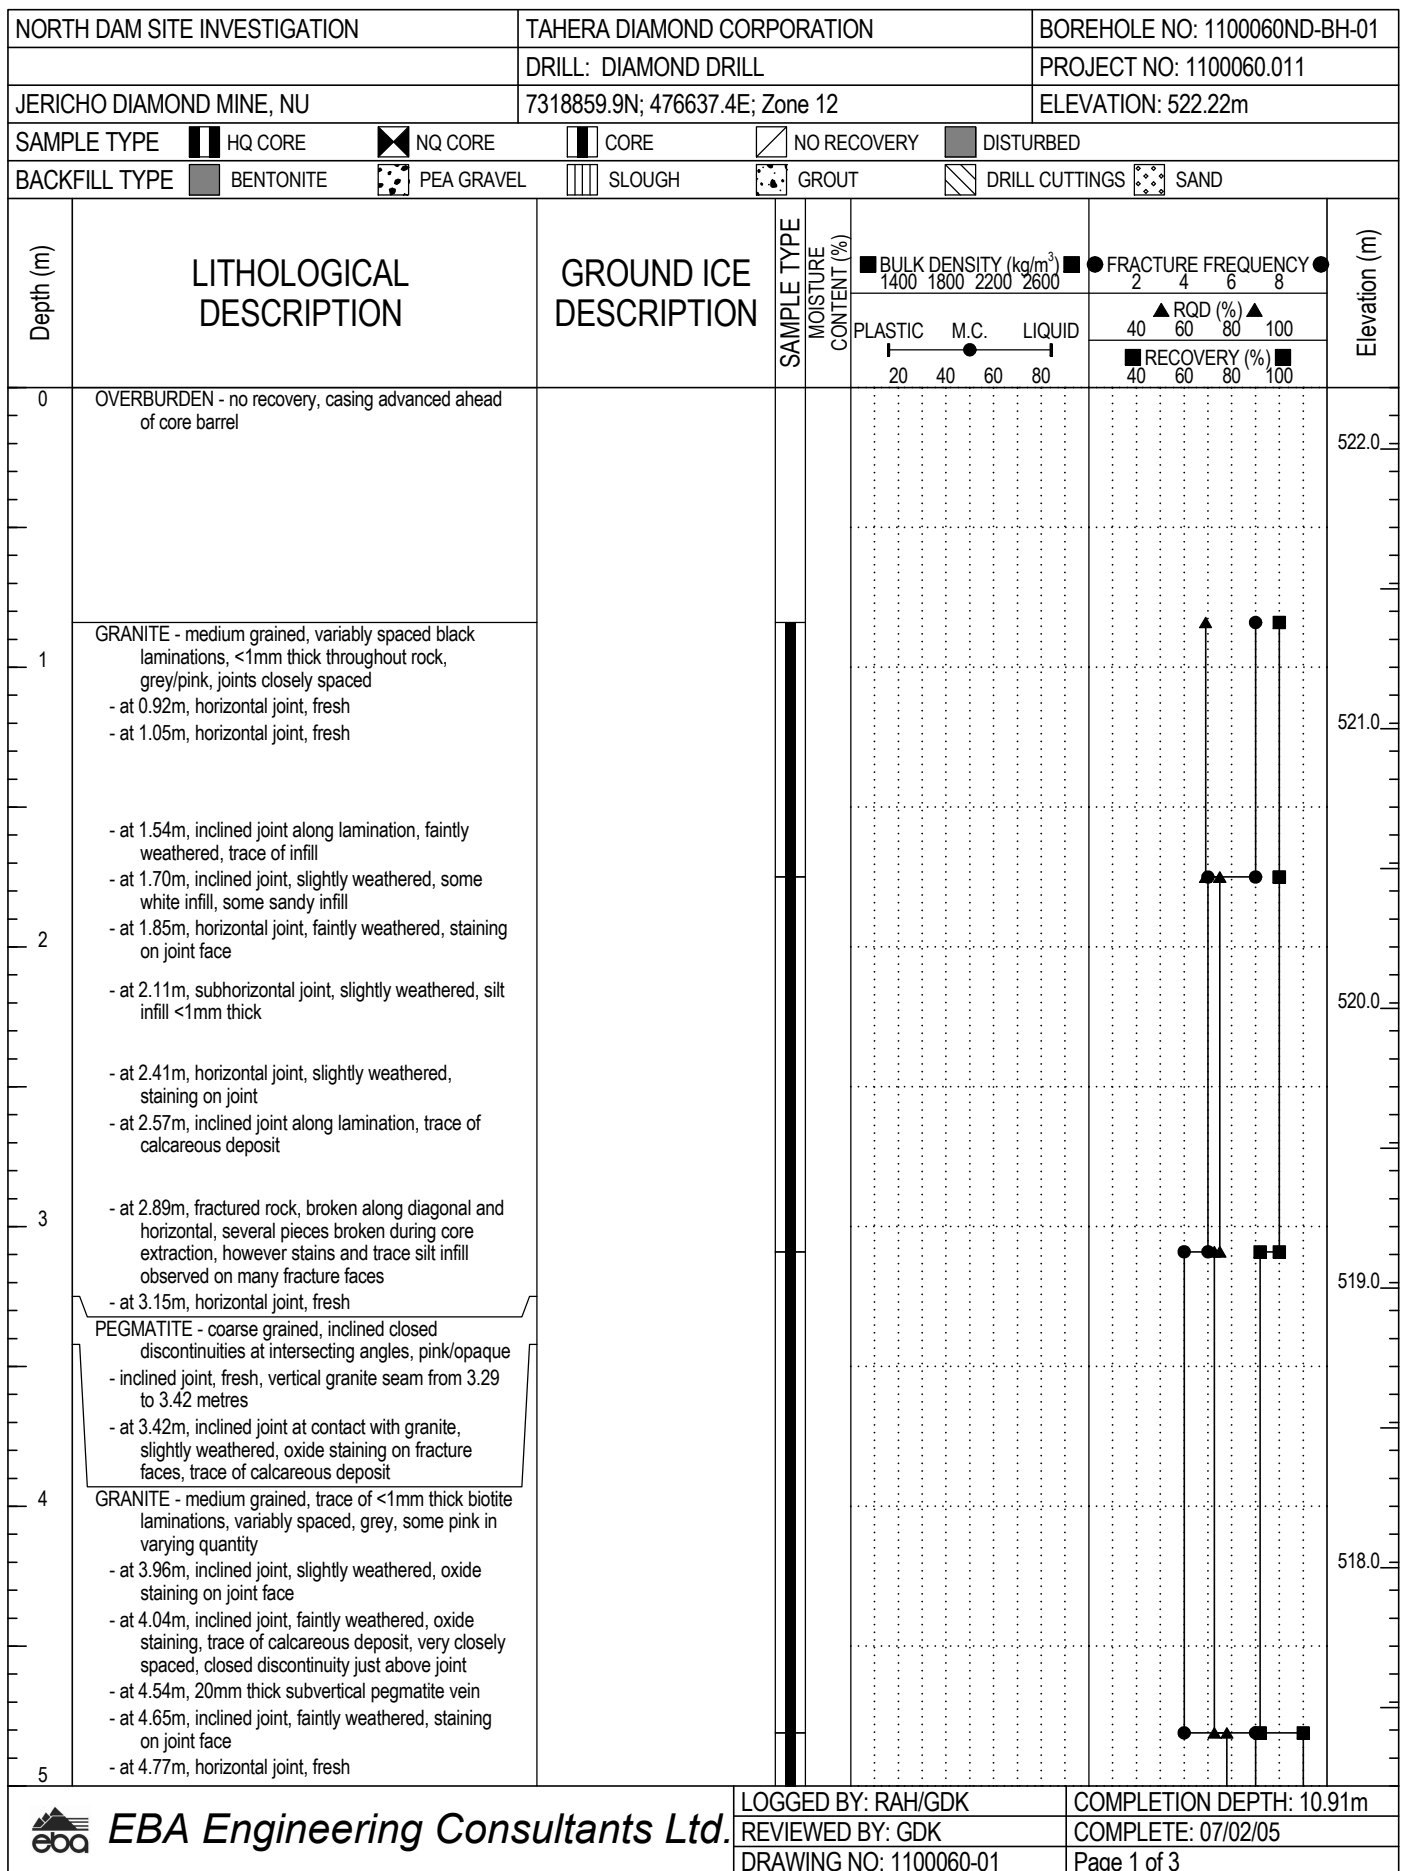 NORTH DAM SITE INVESTIGATION
TAHERA DIAMOND CORPORATION
BOREHOLE NO: 1100060ND-BH-01
DRILL: DIAMOND DRILL
PROJECT NO: 1100060.011
JERICHO DIAMOND MINE, NU
7318859.9N; 476637.4E; Zone 12
ELEVATION: 522.22m
SAMPLE TYPE HQ CORE NQ CORE CORE NO RECOVERY DISTURBED
BACKFILL TYPE BENTONITE PEA GRAVEL SLOUGH GROUT DRILL CUTTINGS SAND
Depth (m)
LITHOLOGICAL
DESCRIPTION
GROUND ICE
DESCRIPTION
SAMPLE TYPE
MOISTURE
CONTENT (%)
BULK DENSITY (kg/m³)
1400 1800 2200 2600
PLASTIC M.C. LIQUID
20 40 60 80
FRACTURE FREQUENCY
2 4 6 8
RQD (%)
40 60 80 100
RECOVERY (%)
40 60 80 100
Elevation (m)
0
OVERBURDEN - no recovery, casing advanced ahead
of core barrel
522.0
GRANITE - medium grained, variably spaced black
laminations, <1mm thick throughout rock,
grey/pink, joints closely spaced
1
- at 0.92m, horizontal joint, fresh
- at 1.05m, horizontal joint, fresh
521.0
- at 1.54m, inclined joint along lamination, faintly
weathered, trace of infill
- at 1.70m, inclined joint, slightly weathered, some
white infill, some sandy infill
- at 1.85m, horizontal joint, faintly weathered, staining
on joint face
2
- at 2.11m, subhorizontal joint, slightly weathered, silt
infill <1mm thick
520.0
- at 2.41m, horizontal joint, slightly weathered,
staining on joint
- at 2.57m, inclined joint along lamination, trace of
calcareous deposit
- at 2.89m, fractured rock, broken along diagonal and
horizontal, several pieces broken during core
extraction, however stains and trace silt infill
observed on many fracture faces
3
- at 3.15m, horizontal joint, fresh
519.0
PEGMATITE - coarse grained, inclined closed
discontinuities at intersecting angles, pink/opaque
- inclined joint, fresh, vertical granite seam from 3.29
to 3.42 metres
- at 3.42m, inclined joint at contact with granite,
slightly weathered, oxide staining on fracture
faces, trace of calcareous deposit
4
GRANITE - medium grained, trace of <1mm thick biotite
laminations, variably spaced, grey, some pink in
varying quantity
- at 3.96m, inclined joint, slightly weathered, oxide
staining on joint face
518.0
- at 4.04m, inclined joint, faintly weathered, oxide
staining, trace of calcareous deposit, very closely
spaced, closed discontinuity just above joint
- at 4.54m, 20mm thick subvertical pegmatite vein
- at 4.65m, inclined joint, faintly weathered, staining
on joint face
- at 4.77m, horizontal joint, fresh
5
eba
EBA Engineering Consultants Ltd.
LOGGED BY: RAH/GDK
COMPLETION DEPTH: 10.91m
REVIEWED BY: GDK
COMPLETE: 07/02/05
DRAWING NO: 1100060-01
Page 1 of 3